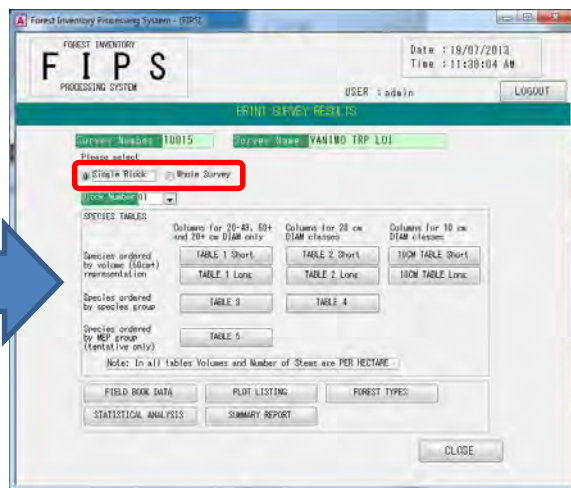 Forest Inventory Processing System - (FIPS)
FOREST INVENTORY
F I P S
PROCESSING SYSTEM
Date : 19/07/2013
Time : 11:38:04 AM
USER : admin
LOGOUT
PRINT SURVEY RESULTS
Survey Number 10015 Survey Name VANIMO TRP LOI
Please select
Single Block Whole Survey
Block Number 01
SPECIES TABLES
Columns for 20-49, 50+ and 20+ cm DIAM only
Columns for 20 cm DIAM classes
Columns for 10 cm DIAM classes
Species ordered by volume (50cm+) representation
TABLE 1 Short TABLE 2 Short 10CM TABLE Short
TABLE 1 Long TABLE 2 Long 10CM TABLE Long
Species ordered by species group
TABLE 3 TABLE 4
Species ordered by MEP group (tentative only)
TABLE 5
Note: In all tables Volumes and Number of Stems are PER HECTARE
FIELD BOOK DATA PLOT LISTING FOREST TYPES
STATISTICAL ANALYSIS SUMMARY REPORT
CLOSE